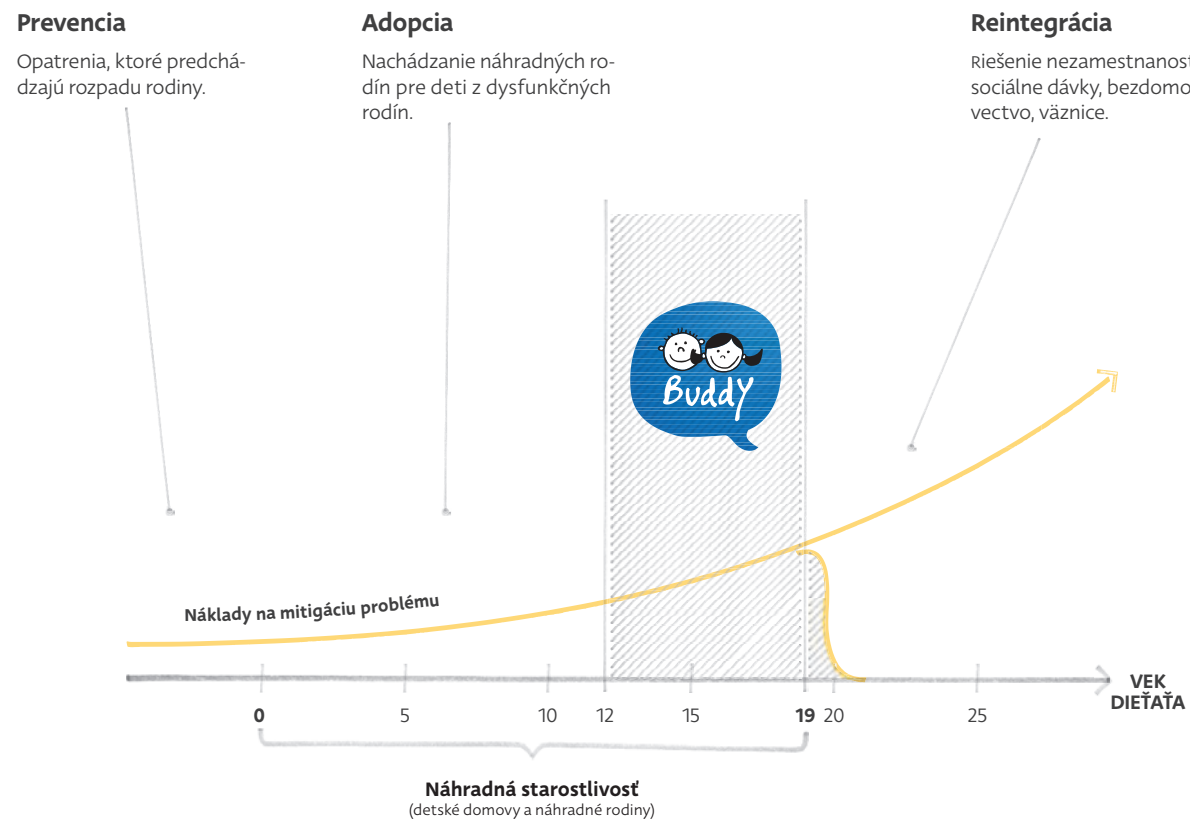 Prevencia
Opatrenia, ktoré predchá-
dzajú rozpadu rodiny.
Adopcia
Nachádzanie náhradných ro-
dín pre deti z dysfunkčných
rodín.
Reintegrácia
Riešenie nezamestnanost
sociálne dávky, bezdomo
vectvo, väznice.
Buddy
Náklady na mitigáciu problému
0 5 10 12 15 19 20 25
VEK
DIEŤAŤA
Náhradná starostlivosť
(detské domovy a náhradné rodiny)